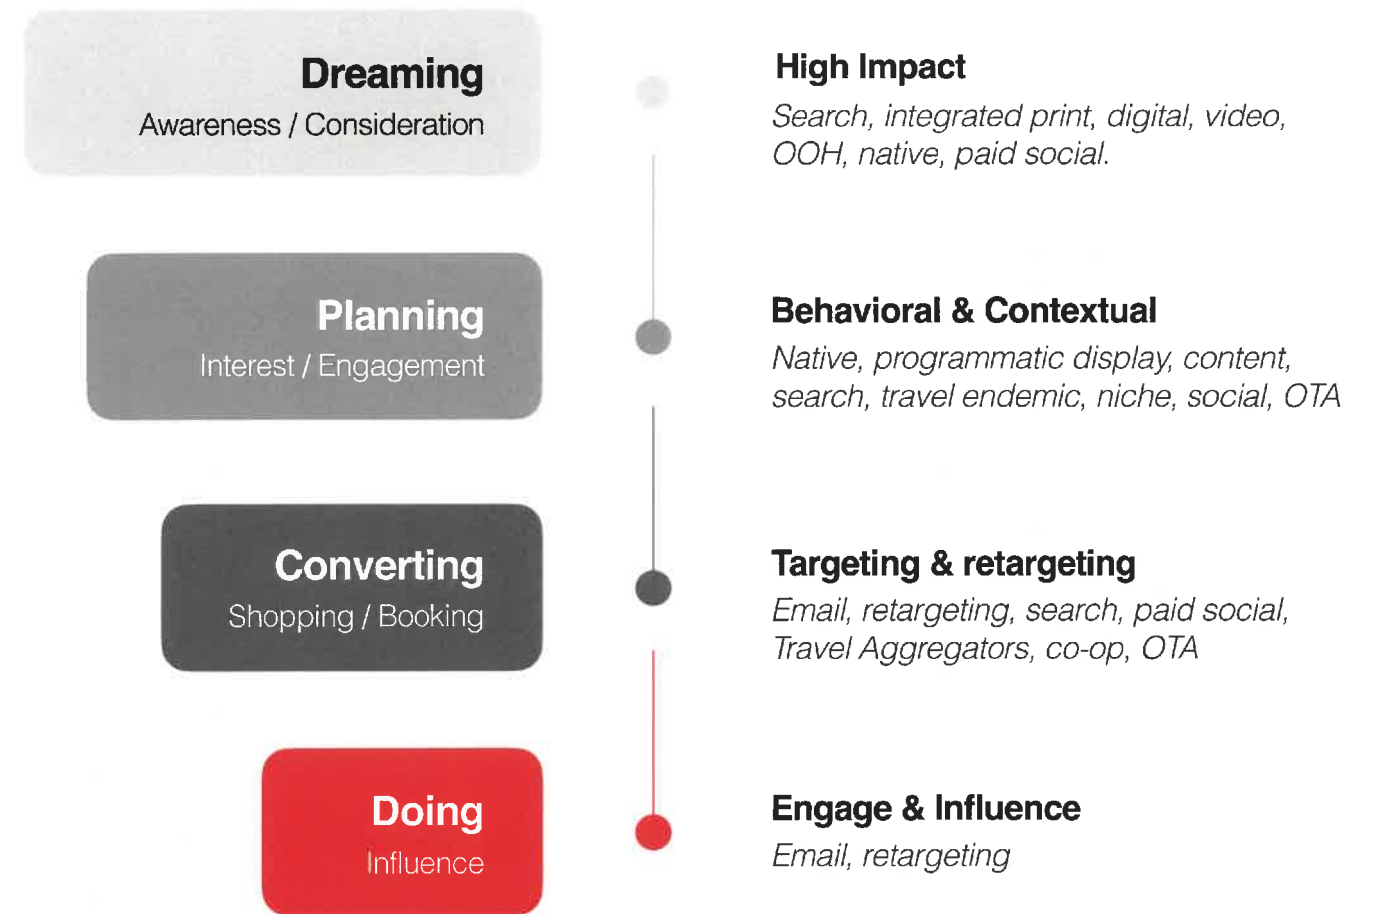 Dreaming
Awareness / Consideration
High Impact
Search, integrated print, digital, video,
OOH, native, paid social.
Planning
Interest / Engagement
Behavioral & Contextual
Native, programmatic display, content,
search, travel endemic, niche, social, OTA
Converting
Shopping / Booking
Targeting & retargeting
Email, retargeting, search, paid social,
Travel Aggregators, co-op, OTA
Doing
Influence
Engage & Influence
Email, retargeting